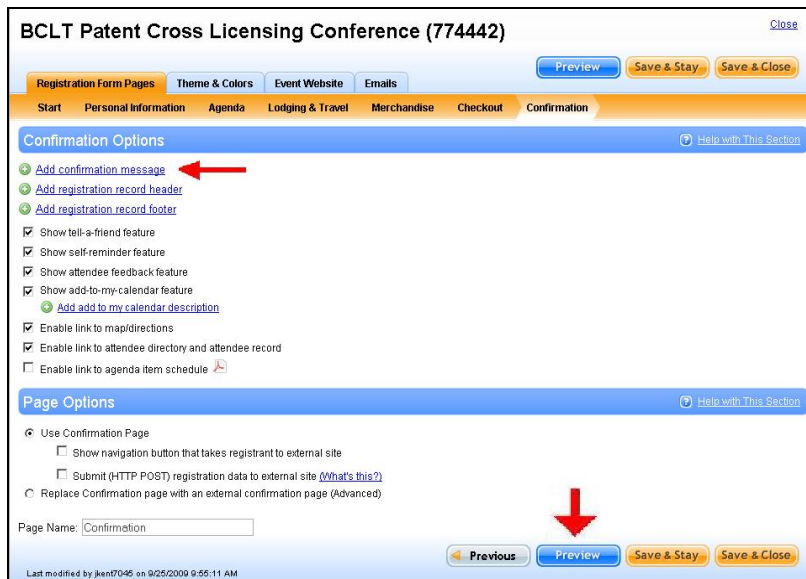 BCLT Patent Cross Licensing Conference (774442)
Close
Preview Save & Stay Save & Close
Registration Form Pages Theme & Colors Event Website Emails
Start Personal Information Agenda Lodging & Travel Merchandise Checkout Confirmation
Confirmation Options ? Help with This Section
Add confirmation message
Add registration record header
Add registration record footer
Show tell-a-friend feature
Show self-reminder feature
Show attendee feedback feature
Show add-to-my-calendar feature
Add add to my calendar description
Enable link to map/directions
Enable link to attendee directory and attendee record
Enable link to agenda item schedule
Page Options ? Help with This Section
Use Confirmation Page
Show navigation button that takes registrant to external site
Submit (HTTP POST) registration data to external site (What's this?)
Replace Confirmation page with an external confirmation page (Advanced)
Page Name: Confirmation
Previous Preview Save & Stay Save & Close
Last modified by jkent7045 on 9/25/2009 9:55:11 AM